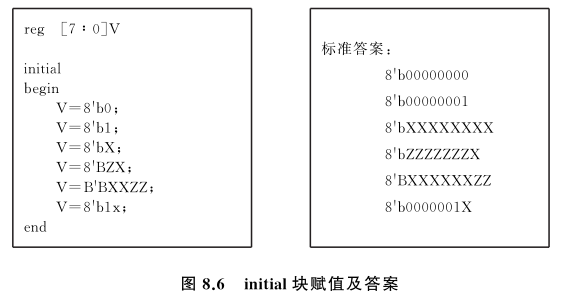 reg [7：0]V
initial
begin
V=8'b0;
V=8'b1;
V=8'bX;
V=8'BZX;
V=B'BXXZZ;
V=8'b1x;
end
标准答案：
8'b00000000
8'b00000001
8'bXXXXXXXX
8'bZZZZZZZX
8'BXXXXXXZZ
8'b0000001X
图 8.6 initial 块赋值及答案